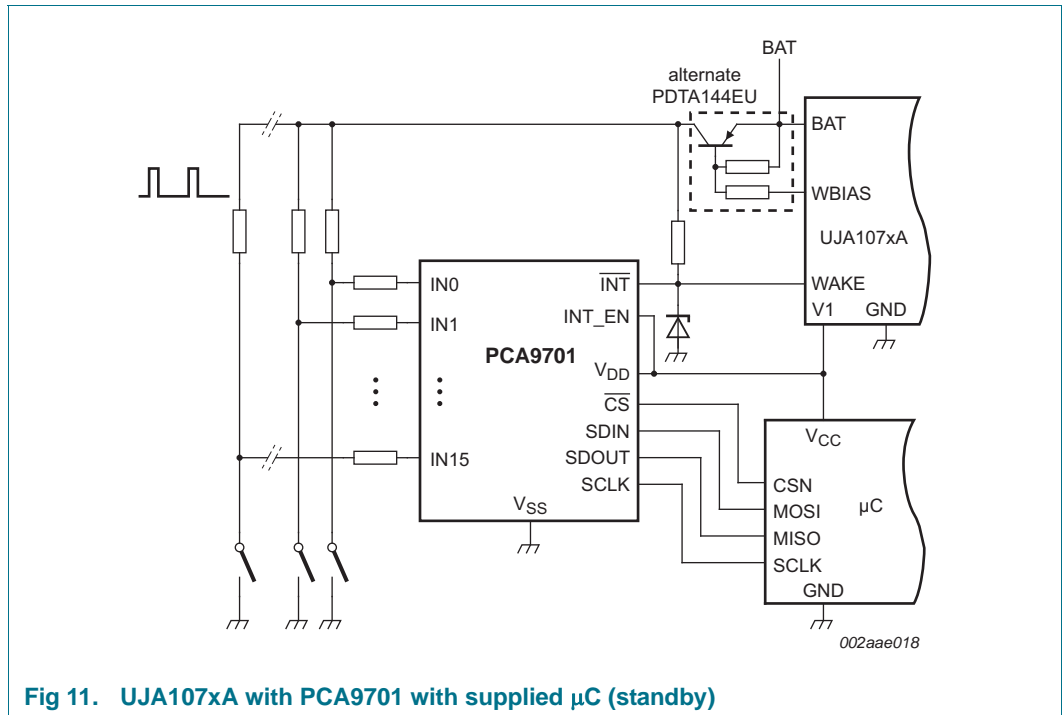 BAT
alternate
PDTA144EU
BAT
WBIAS
UJA107xA
IN0
INT
WAKE
V1
GND
IN1
INT_EN
PCA9701
VDD
CS
VCC
SDIN
IN15
SDOUT
CSN
SCLK
µC
MOSI
VSS
MISO
SCLK
GND
002aae018
Fig 11. UJA107xA with PCA9701 with supplied µC (standby)